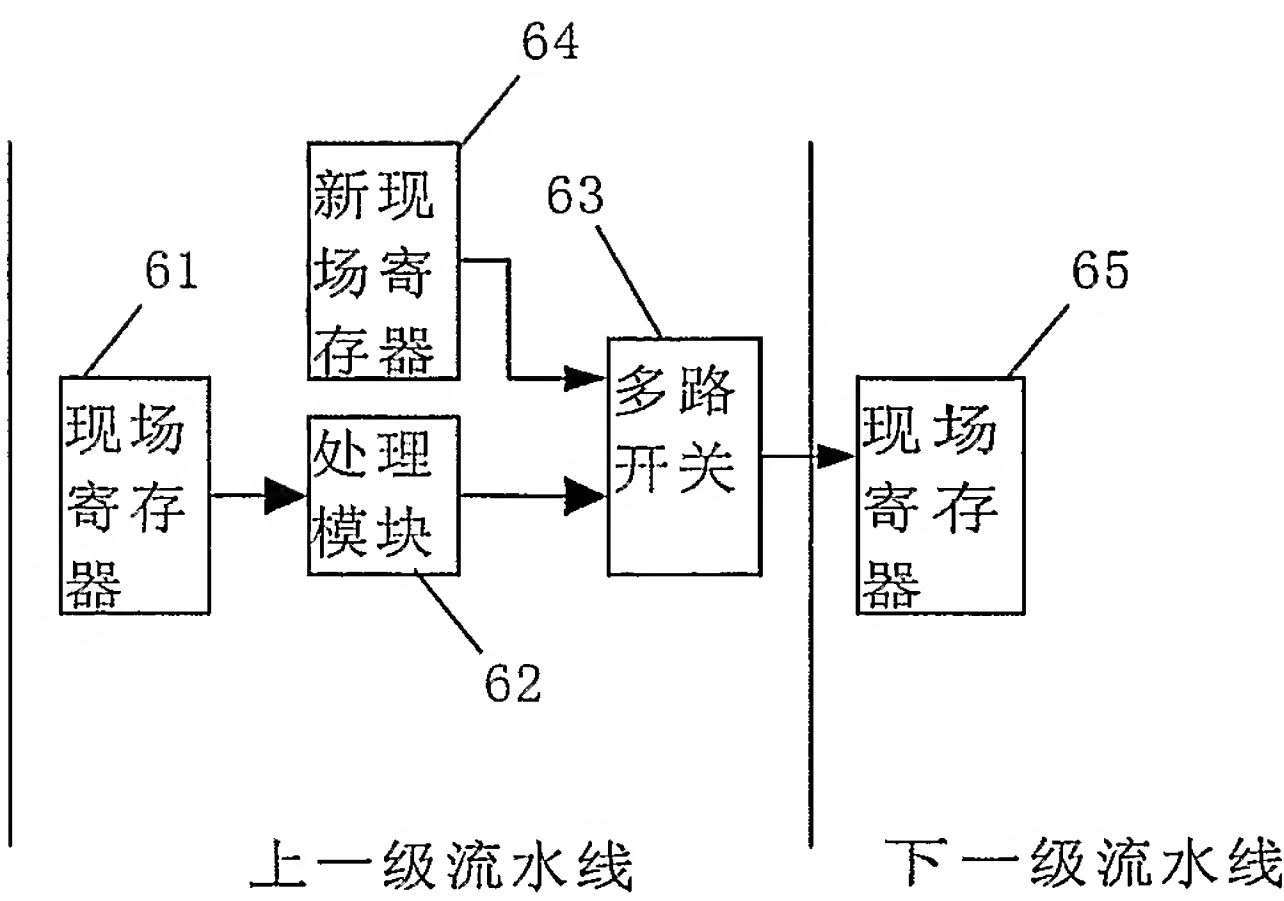 64
新现
场寄
存器
63
61
65
多路
开关
现场
寄存
器
处理
模块
现场
寄存
器
62
上一级流水线
下一级流水线